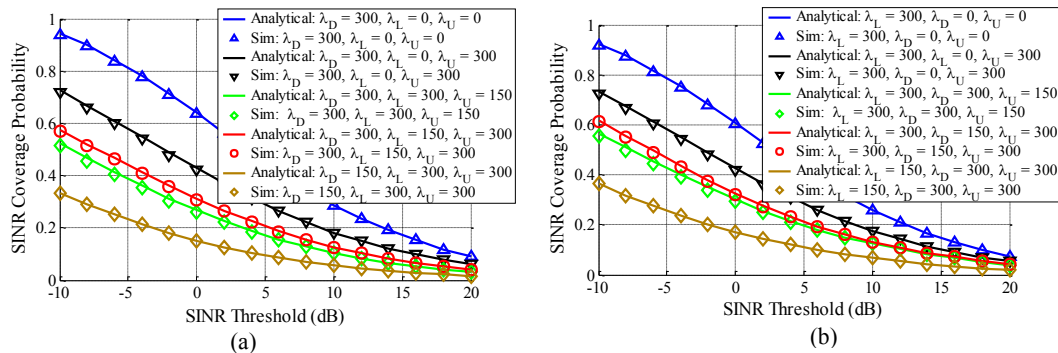 Analytical: λD = 300, λL = 0, λU = 0
Sim: λD = 300, λL = 0, λU = 0
Analytical: λD = 300, λL = 0, λU = 300
Sim: λD = 300, λL = 0, λU = 300
Analytical: λD = 300, λL = 300, λU = 150
Sim: λD = 300, λL = 300, λU = 150
Analytical: λD = 300, λL = 150, λU = 300
Sim: λD = 300, λL = 150, λU = 300
Analytical: λD = 150, λL = 300, λU = 300
Sim: λD = 150, λL = 300, λU = 300
SINR Coverage Probability
1
0.8
0.6
0.4
0.2
0
-10 -5 0 5 10 15 20
SINR Threshold (dB)
(a)
Analytical: λL = 300, λD = 0, λU = 0
Sim: λL = 300, λD = 0, λU = 0
Analytical: λL = 300, λD = 0, λU = 300
Sim: λL = 300, λD = 0, λU = 300
Analytical: λL = 300, λD = 300, λU = 150
Sim: λL = 300, λD = 300, λU = 150
Analytical: λL = 300, λD = 150, λU = 300
Sim: λL = 300, λD = 150, λU = 300
Analytical: λL = 150, λD = 300, λU = 300
Sim: λL = 150, λD = 300, λU = 300
SINR Coverage Probability
1
0.8
0.6
0.4
0.2
0
-10 -5 0 5 10 15 20
SINR Threshold (dB)
(b)